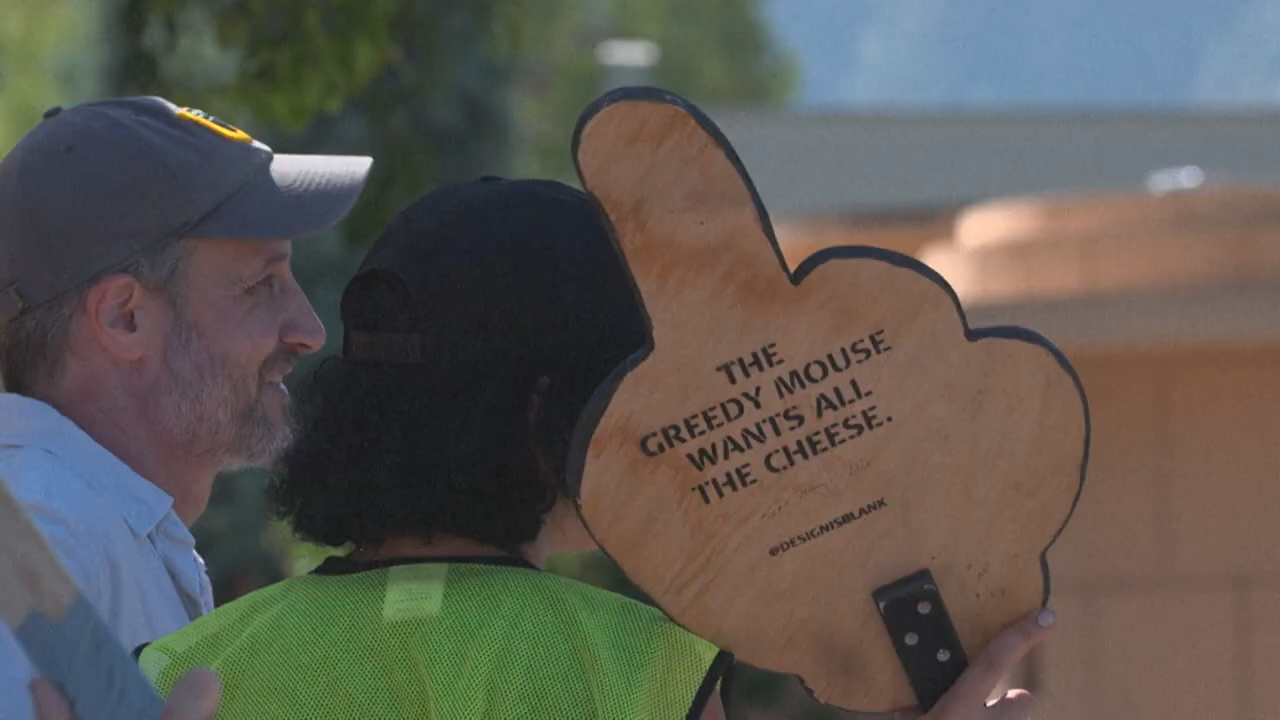 THE
GREEDY MOUSE
WANTS ALL
THE CHEESE.
@DESIGNISBLANK